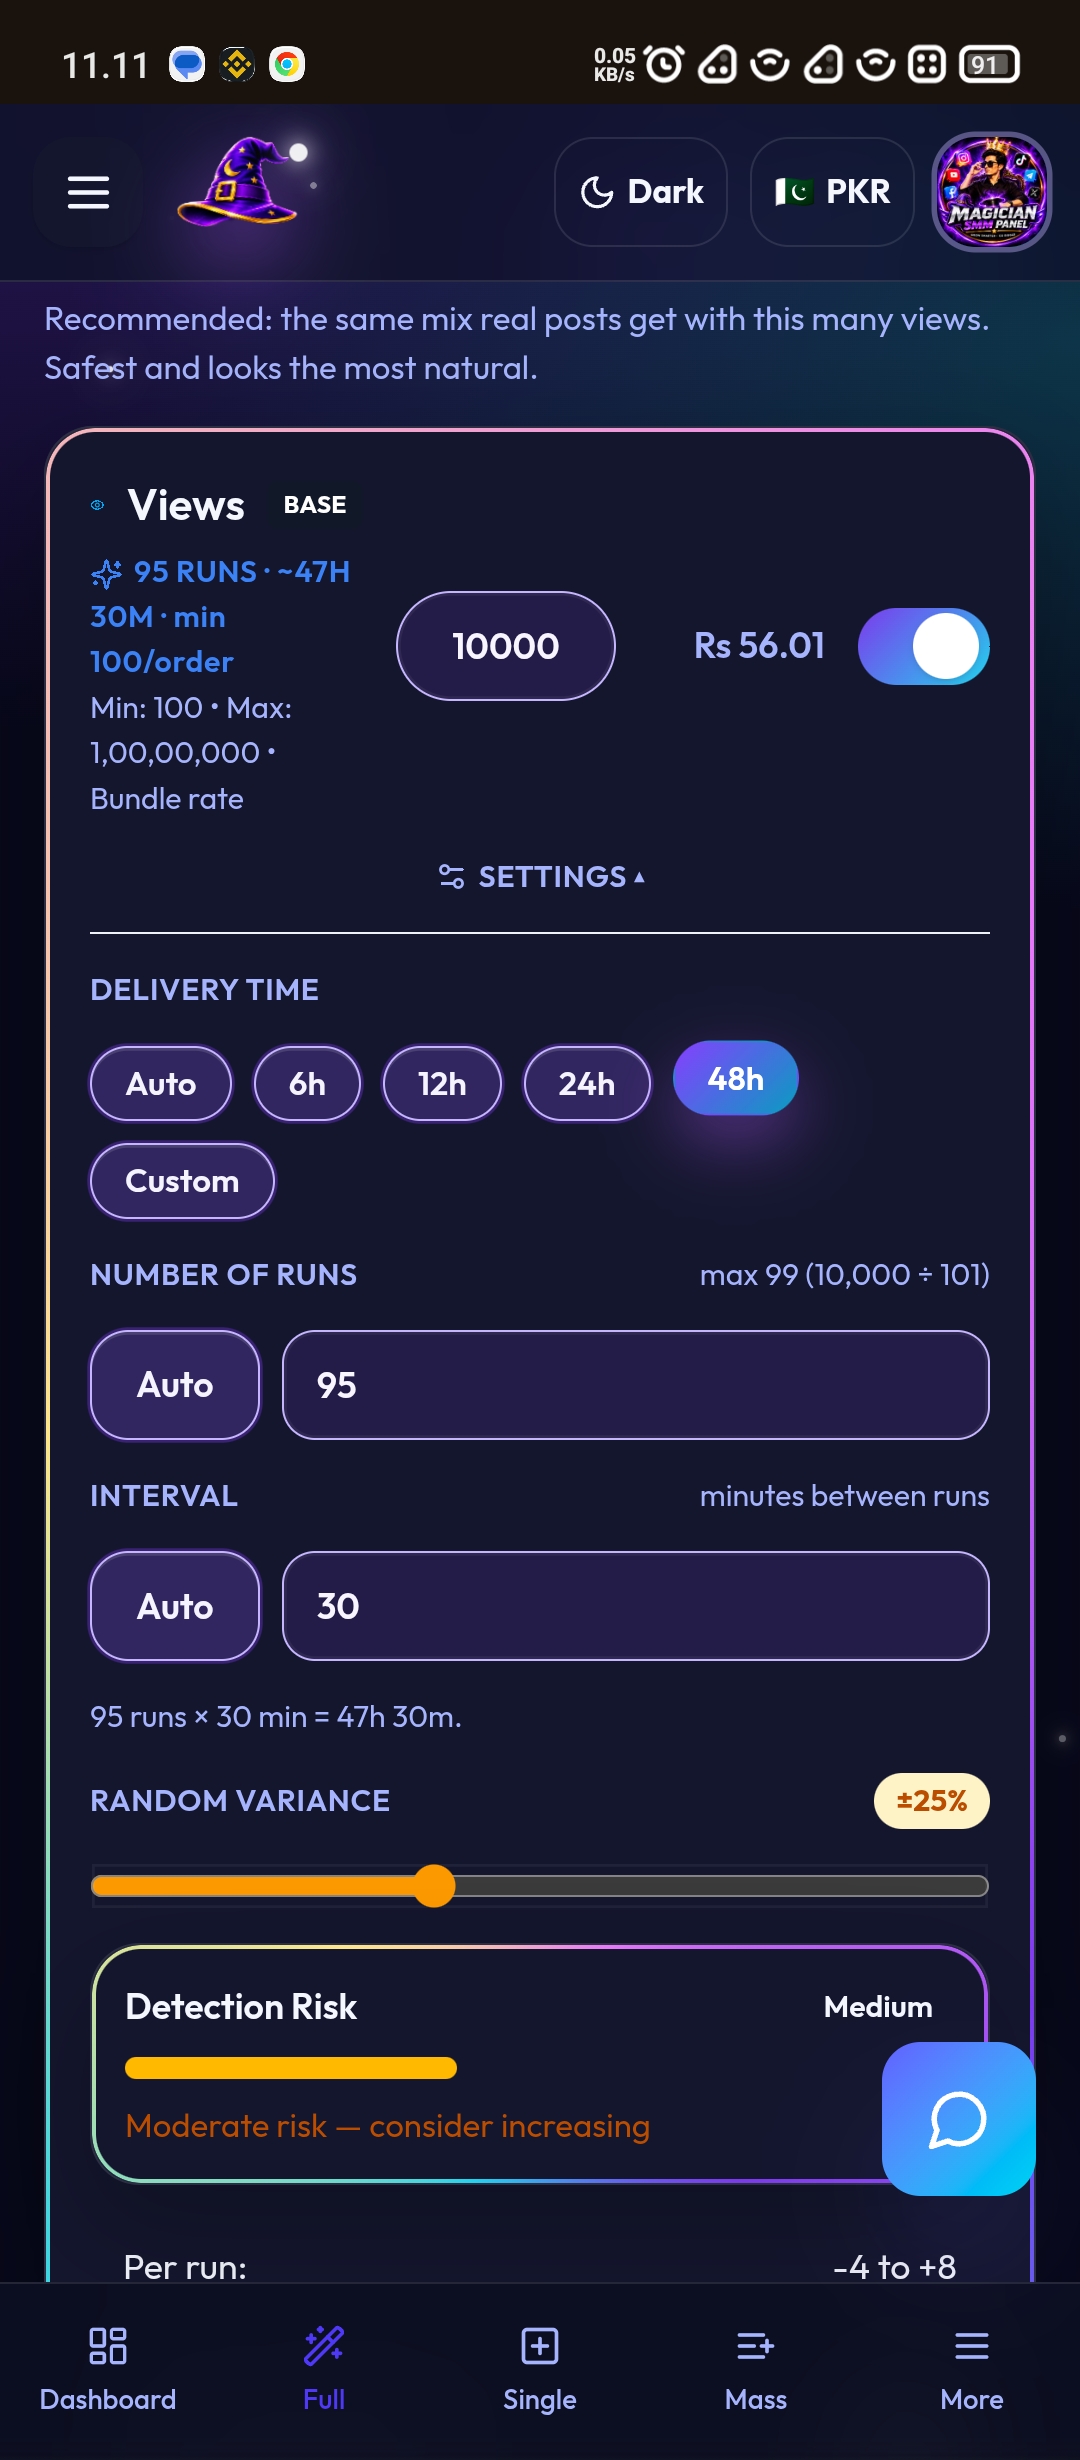 11.11
0.05
KB/s
91
Dark
PKR
MAGICIAN
SMM PANEL
Recommended: the same mix real posts get with this many views.
Safest and looks the most natural.
Views BASE
95 RUNS · ~47H
30M · min
100/order
Min: 100 • Max:
1,00,00,000 •
Bundle rate
10000
Rs 56.01
SETTINGS ▴
DELIVERY TIME
Auto 6h 12h 24h 48h
Custom
NUMBER OF RUNS max 99 (10,000 ÷ 101)
Auto 95
INTERVAL minutes between runs
Auto 30
95 runs × 30 min = 47h 30m.
RANDOM VARIANCE ±25%
Detection Risk Medium
Moderate risk — consider increasing
Per run: -4 to +8
Dashboard Full Single Mass More